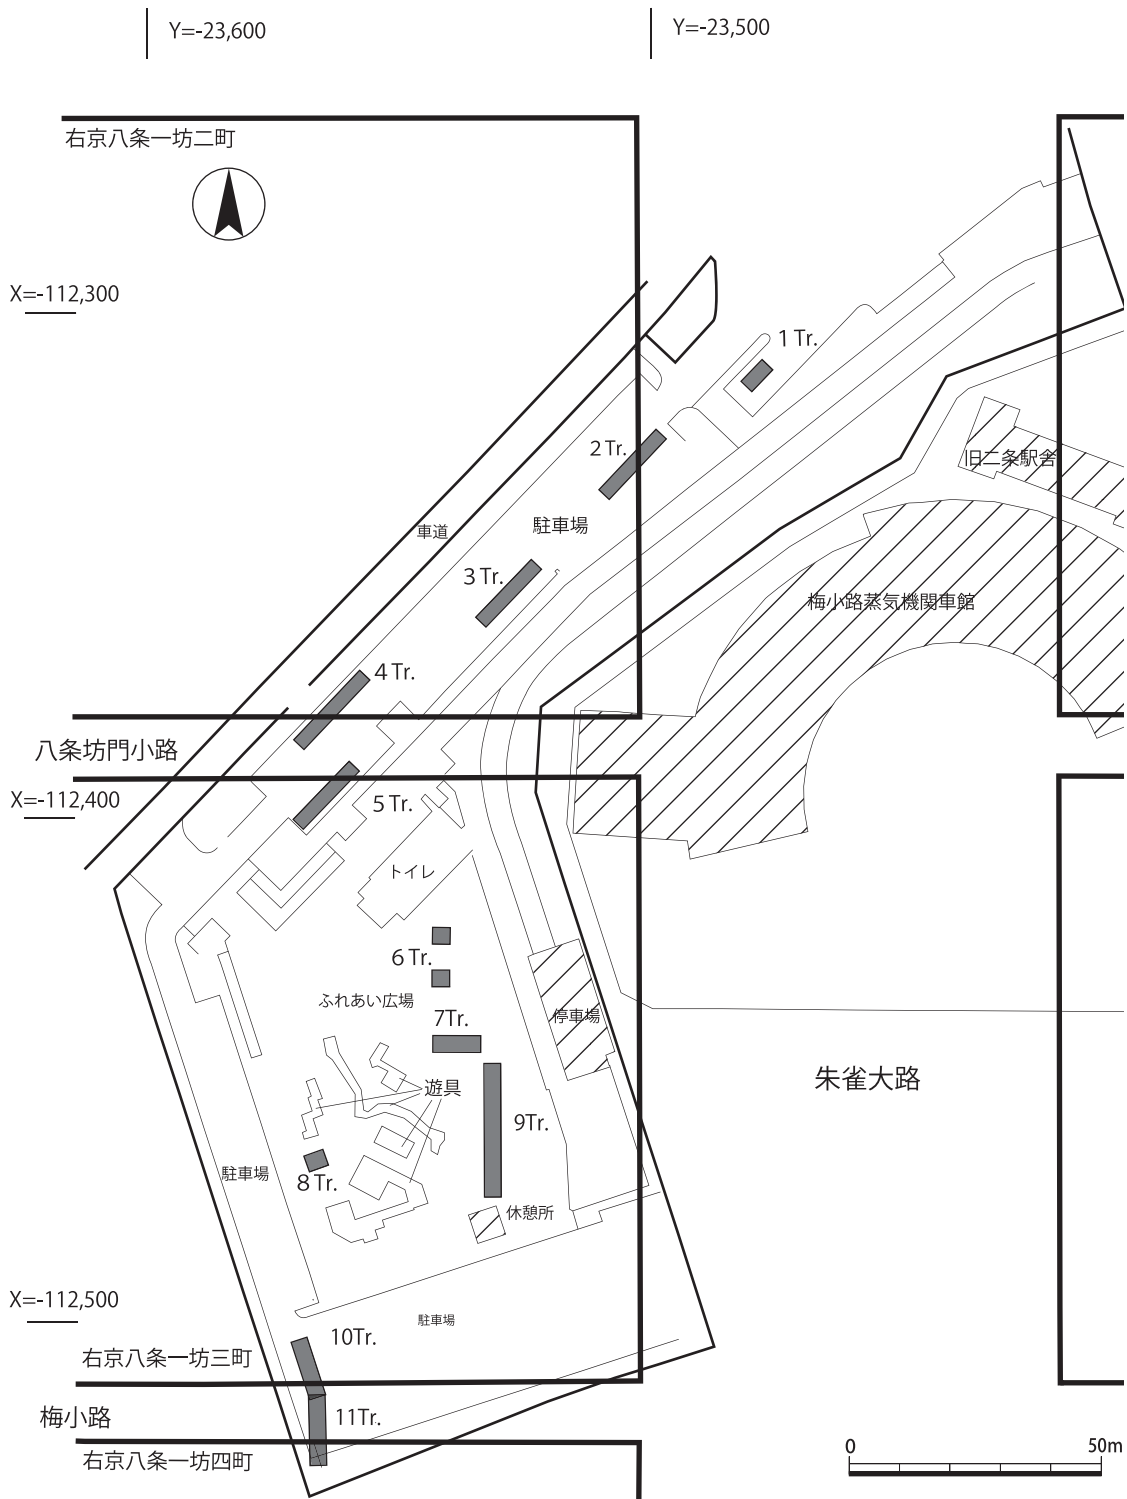 Y=-23,600
Y=-23,500
右京八条一坊二町
X=-112,300
1 Tr.
2 Tr.
旧二条駅舎
車道
駐車場
3 Tr.
梅小路蒸気機関車館
4 Tr.
八条坊門小路
X=-112,400
5 Tr.
トイレ
6 Tr.
ふれあい広場
7Tr.
停車場
朱雀大路
遊具
9Tr.
駐車場
8 Tr.
休憩所
X=-112,500
駐車場
10Tr.
右京八条一坊三町
梅小路
11Tr.
右京八条一坊四町
0
50m